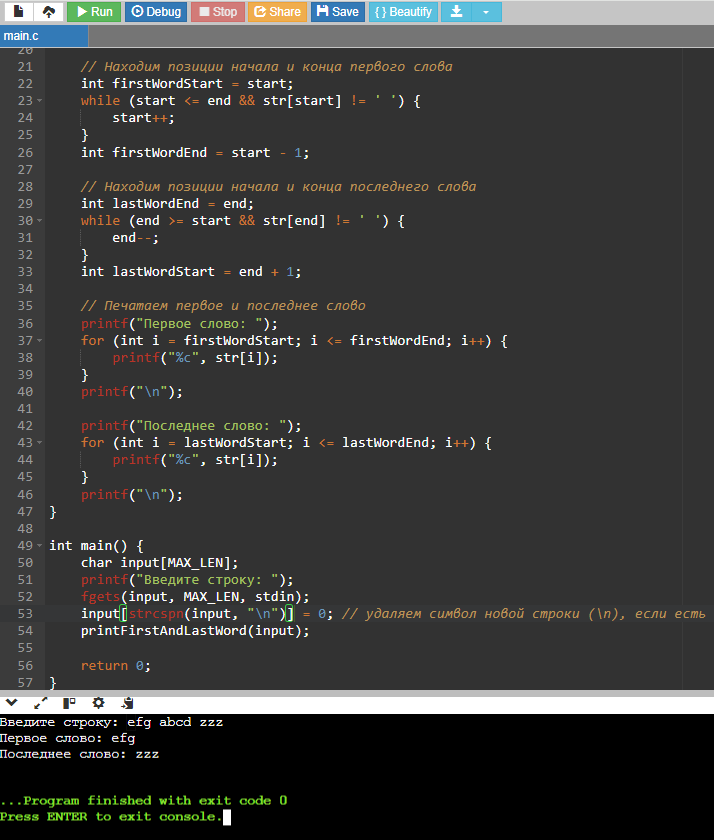 Run Debug Stop Share Save { } Beautify
main.c
20
21 // Находим позиции начала и конца первого слова
22 int firstWordStart = start;
23 while (start <= end && str[start] != ' ') {
24 start++;
25 }
26 int firstWordEnd = start - 1;
27
28 // Находим позиции начала и конца последнего слова
29 int lastWordEnd = end;
30 while (end >= start && str[end] != ' ') {
31 end--;
32 }
33 int lastWordStart = end + 1;
34
35 // Печатаем первое и последнее слово
36 printf("Первое слово: ");
37 for (int i = firstWordStart; i <= firstWordEnd; i++) {
38 printf("%c", str[i]);
39 }
40 printf("\n");
41
42 printf("Последнее слово: ");
43 for (int i = lastWordStart; i <= lastWordEnd; i++) {
44 printf("%c", str[i]);
45 }
46 printf("\n");
47 }
48
49 int main() {
50 char input[MAX_LEN];
51 printf("Введите строку: ");
52 fgets(input, MAX_LEN, stdin);
53 input[strcspn(input, "\n")] = 0; // удаляем символ новой строки (\n), если есть
54 printFirstAndLastWord(input);
55
56 return 0;
57 }
Введите строку: efg abcd zzz
Первое слово: efg
Последнее слово: zzz
...Program finished with exit code 0
Press ENTER to exit console.